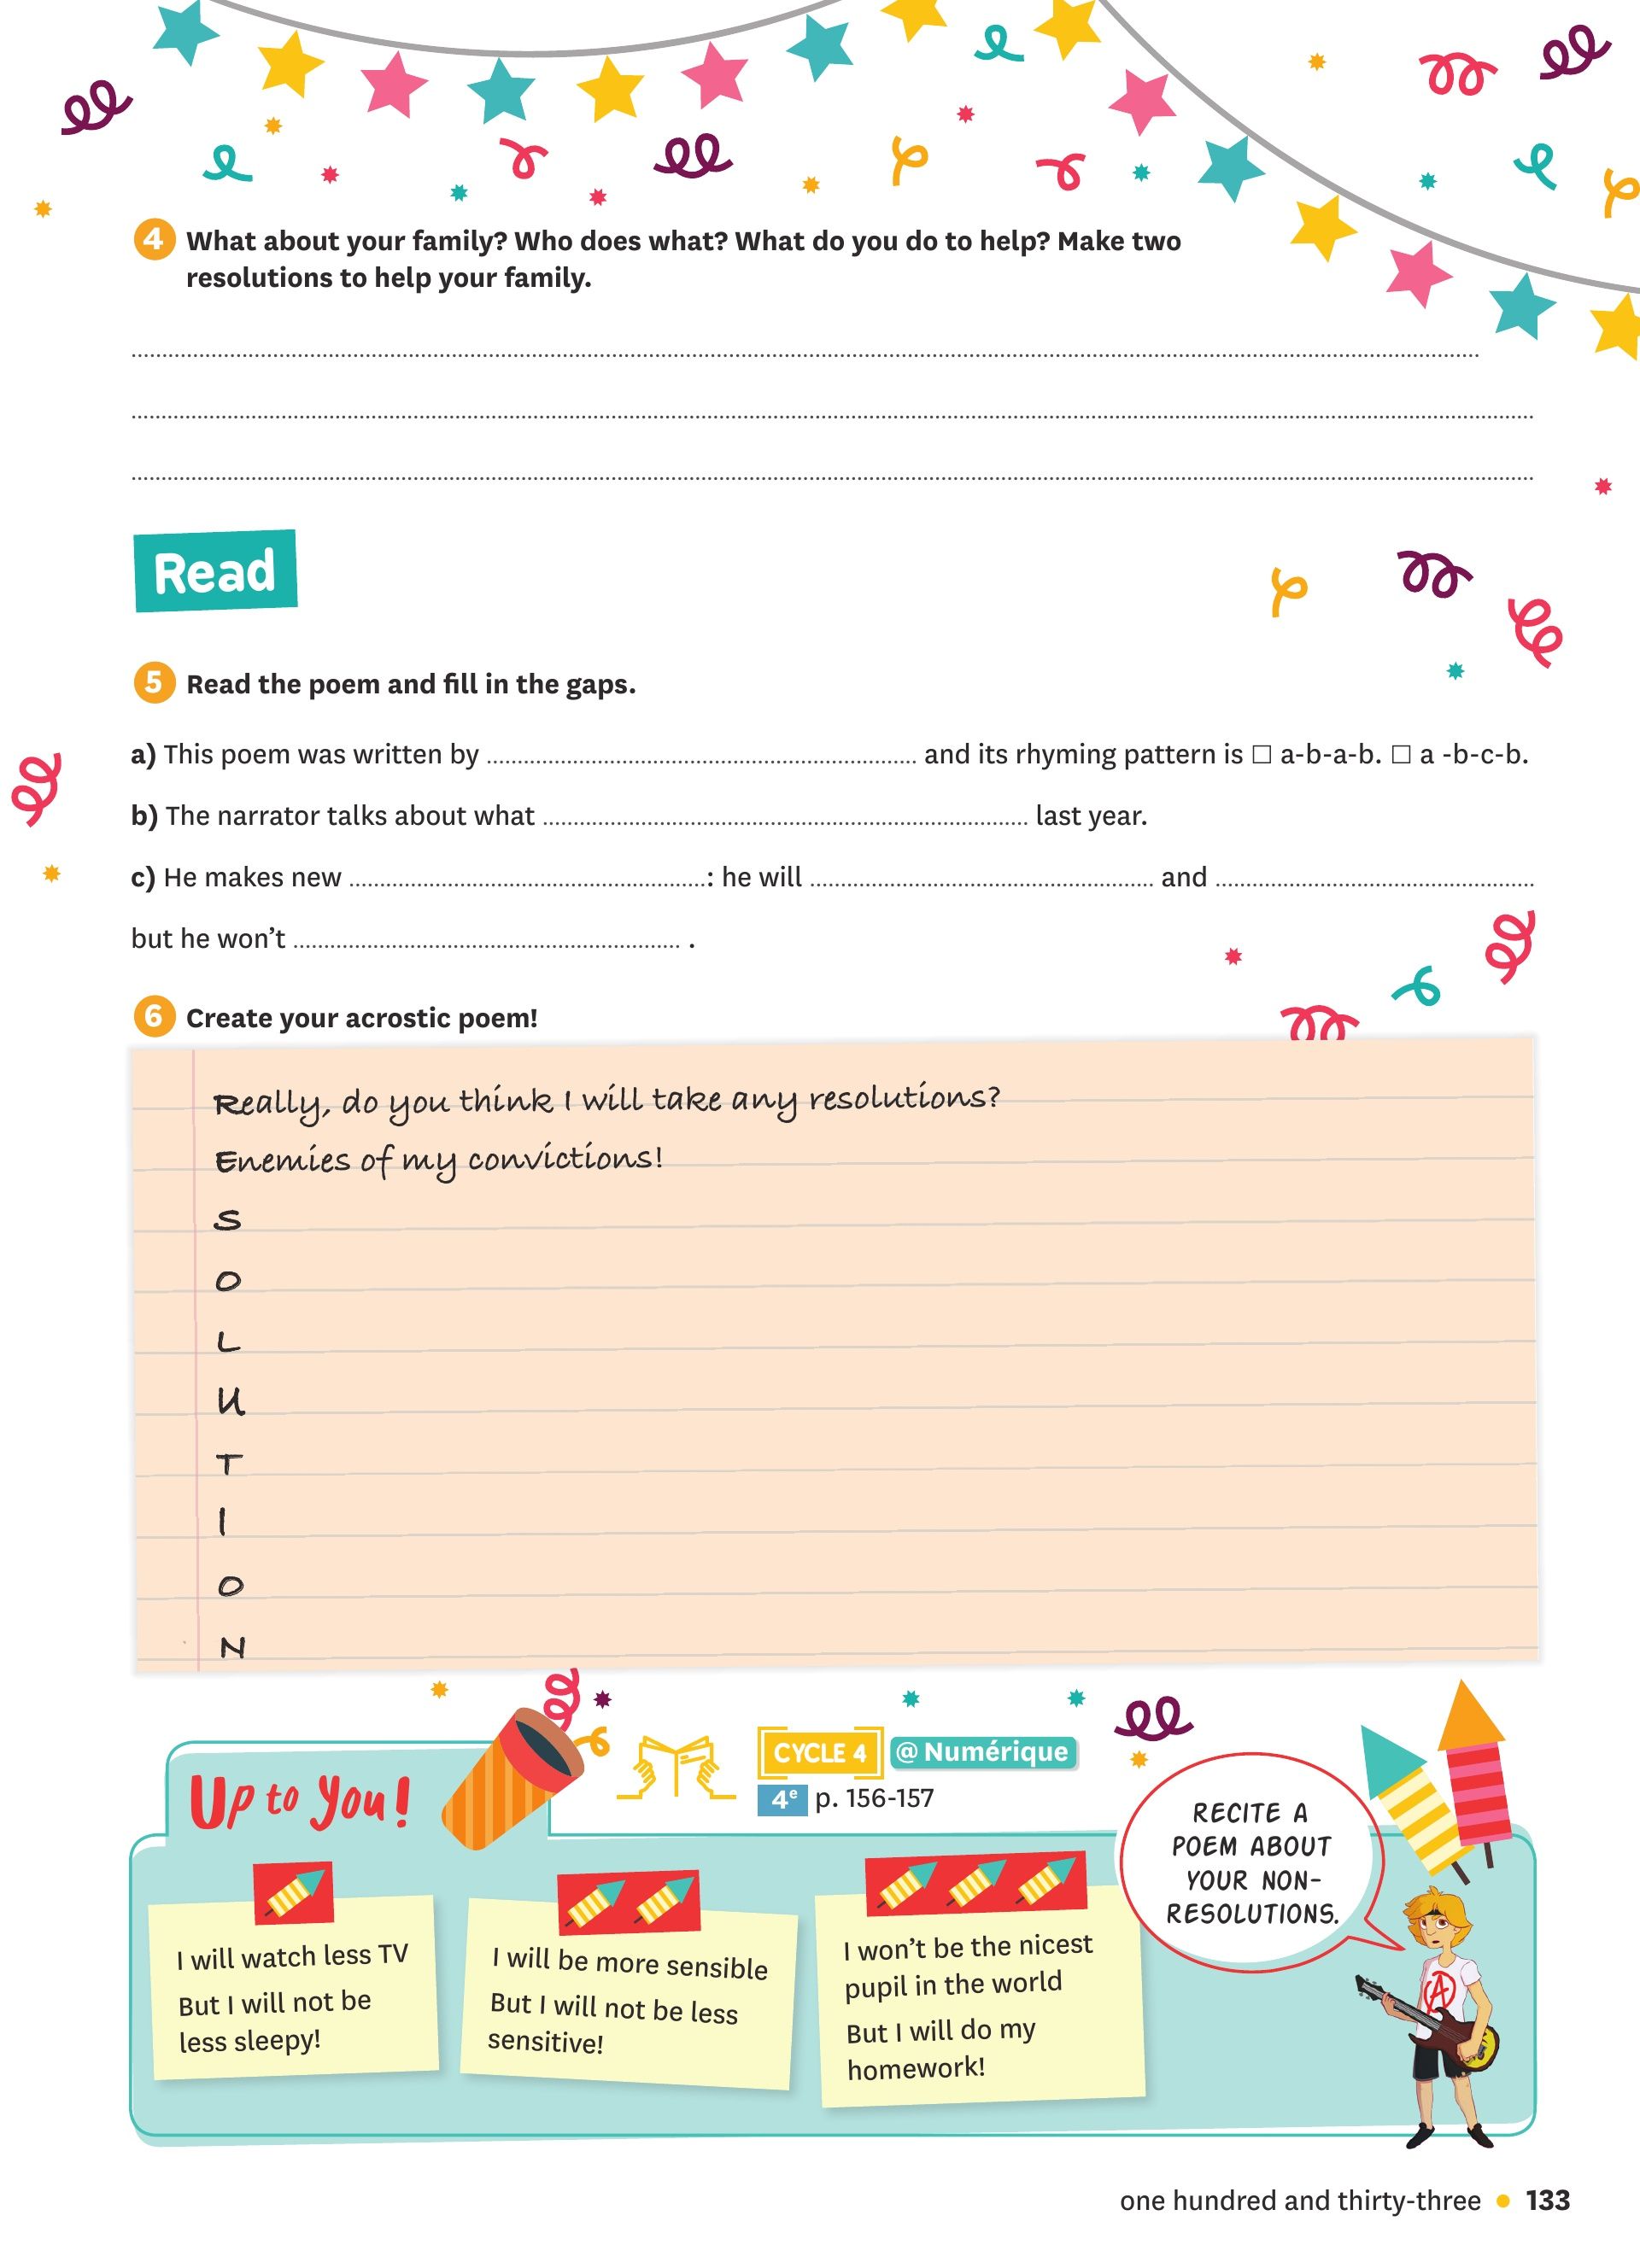 4 What about your family? Who does what? What do you do to help? Make two
resolutions to help your family.
Read
5 Read the poem and fill in the gaps.
a) This poem was written by ........................................ and its rhyming pattern is □ a-b-a-b. □ a -b-c-b.
b) The narrator talks about what ........................................ last year.
c) He makes new ........................................: he will ........................................ and ........................................
but he won't ........................................ .
6 Create your acrostic poem!
Really, do you think I will take any resolutions?
Enemies of my convictions!
S
O
L
U
T
I
O
N
Up to You!
CYCLE 4 @ Numérique
4e p. 156-157
I will watch less TV
But I will not be
less sleepy!
I will be more sensible
But I will not be less
sensitive!
I won't be the nicest
pupil in the world
But I will do my
homework!
RECITE A
POEM ABOUT
YOUR NON-
RESOLUTIONS.
A
one hundred and thirty-three • 133